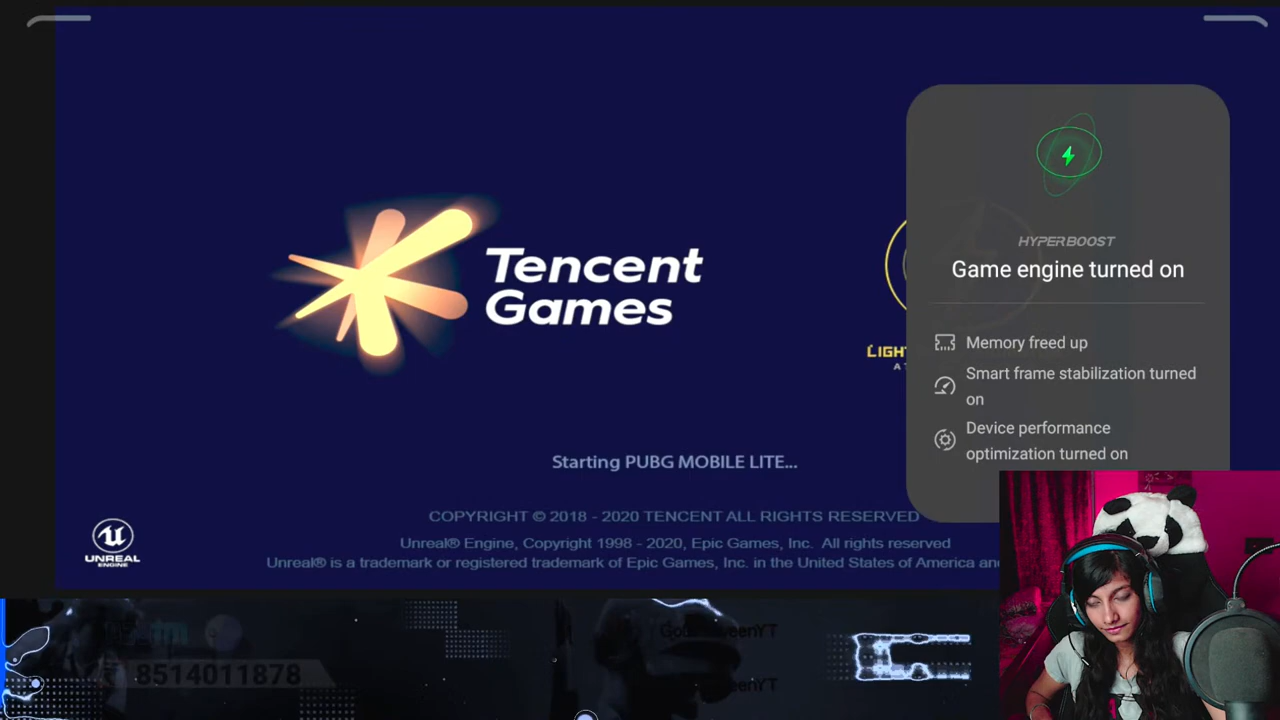 HYPERBOOST
Game engine turned on
Tencent
Games
LIGH
A T
Memory freed up
Smart frame stabilization turned
on
Device performance
optimization turned on
Starting PUBG MOBILE LITE...
COPYRIGHT © 2018 - 2020 TENCENT ALL RIGHTS RESERVED
Unreal® Engine, Copyright 1998 - 2020, Epic Games, Inc. All rights reserved
Unreal® is a trademark or registered trademark of Epic Games, Inc. in the United States of America an
UNREAL
ENGINE
8514011878